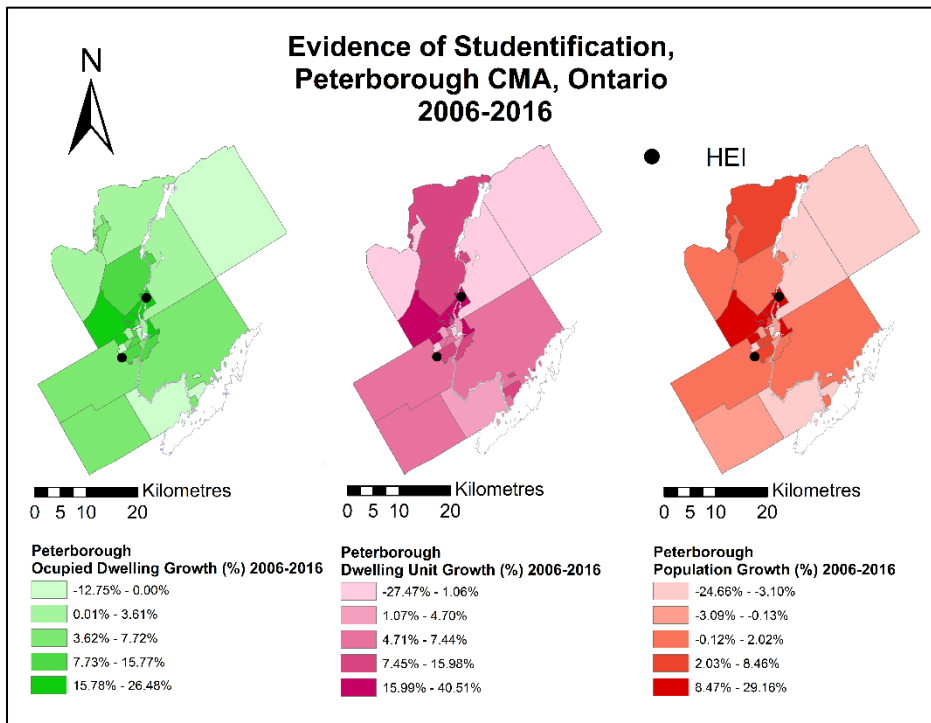 N
Evidence of Studentification,
Peterborough CMA, Ontario
2006-2016
HEI
Kilometres
0 5 10 20
Kilometres
0 5 10 20
Kilometres
0 5 10 20
Peterborough
Ocupied Dwelling Growth (%) 2006-2016
-12.75% - 0.00%
0.01% - 3.61%
3.62% - 7.72%
7.73% - 15.77%
15.78% - 26.48%
Peterborough
Dwelling Unit Growth (%) 2006-2016
-27.47% - 1.06%
1.07% - 4.70%
4.71% - 7.44%
7.45% - 15.98%
15.99% - 40.51%
Peterborough
Population Growth (%) 2006-2016
-24.66% - -3.10%
-3.09% - -0.13%
-0.12% - 2.02%
2.03% - 8.46%
8.47% - 29.16%